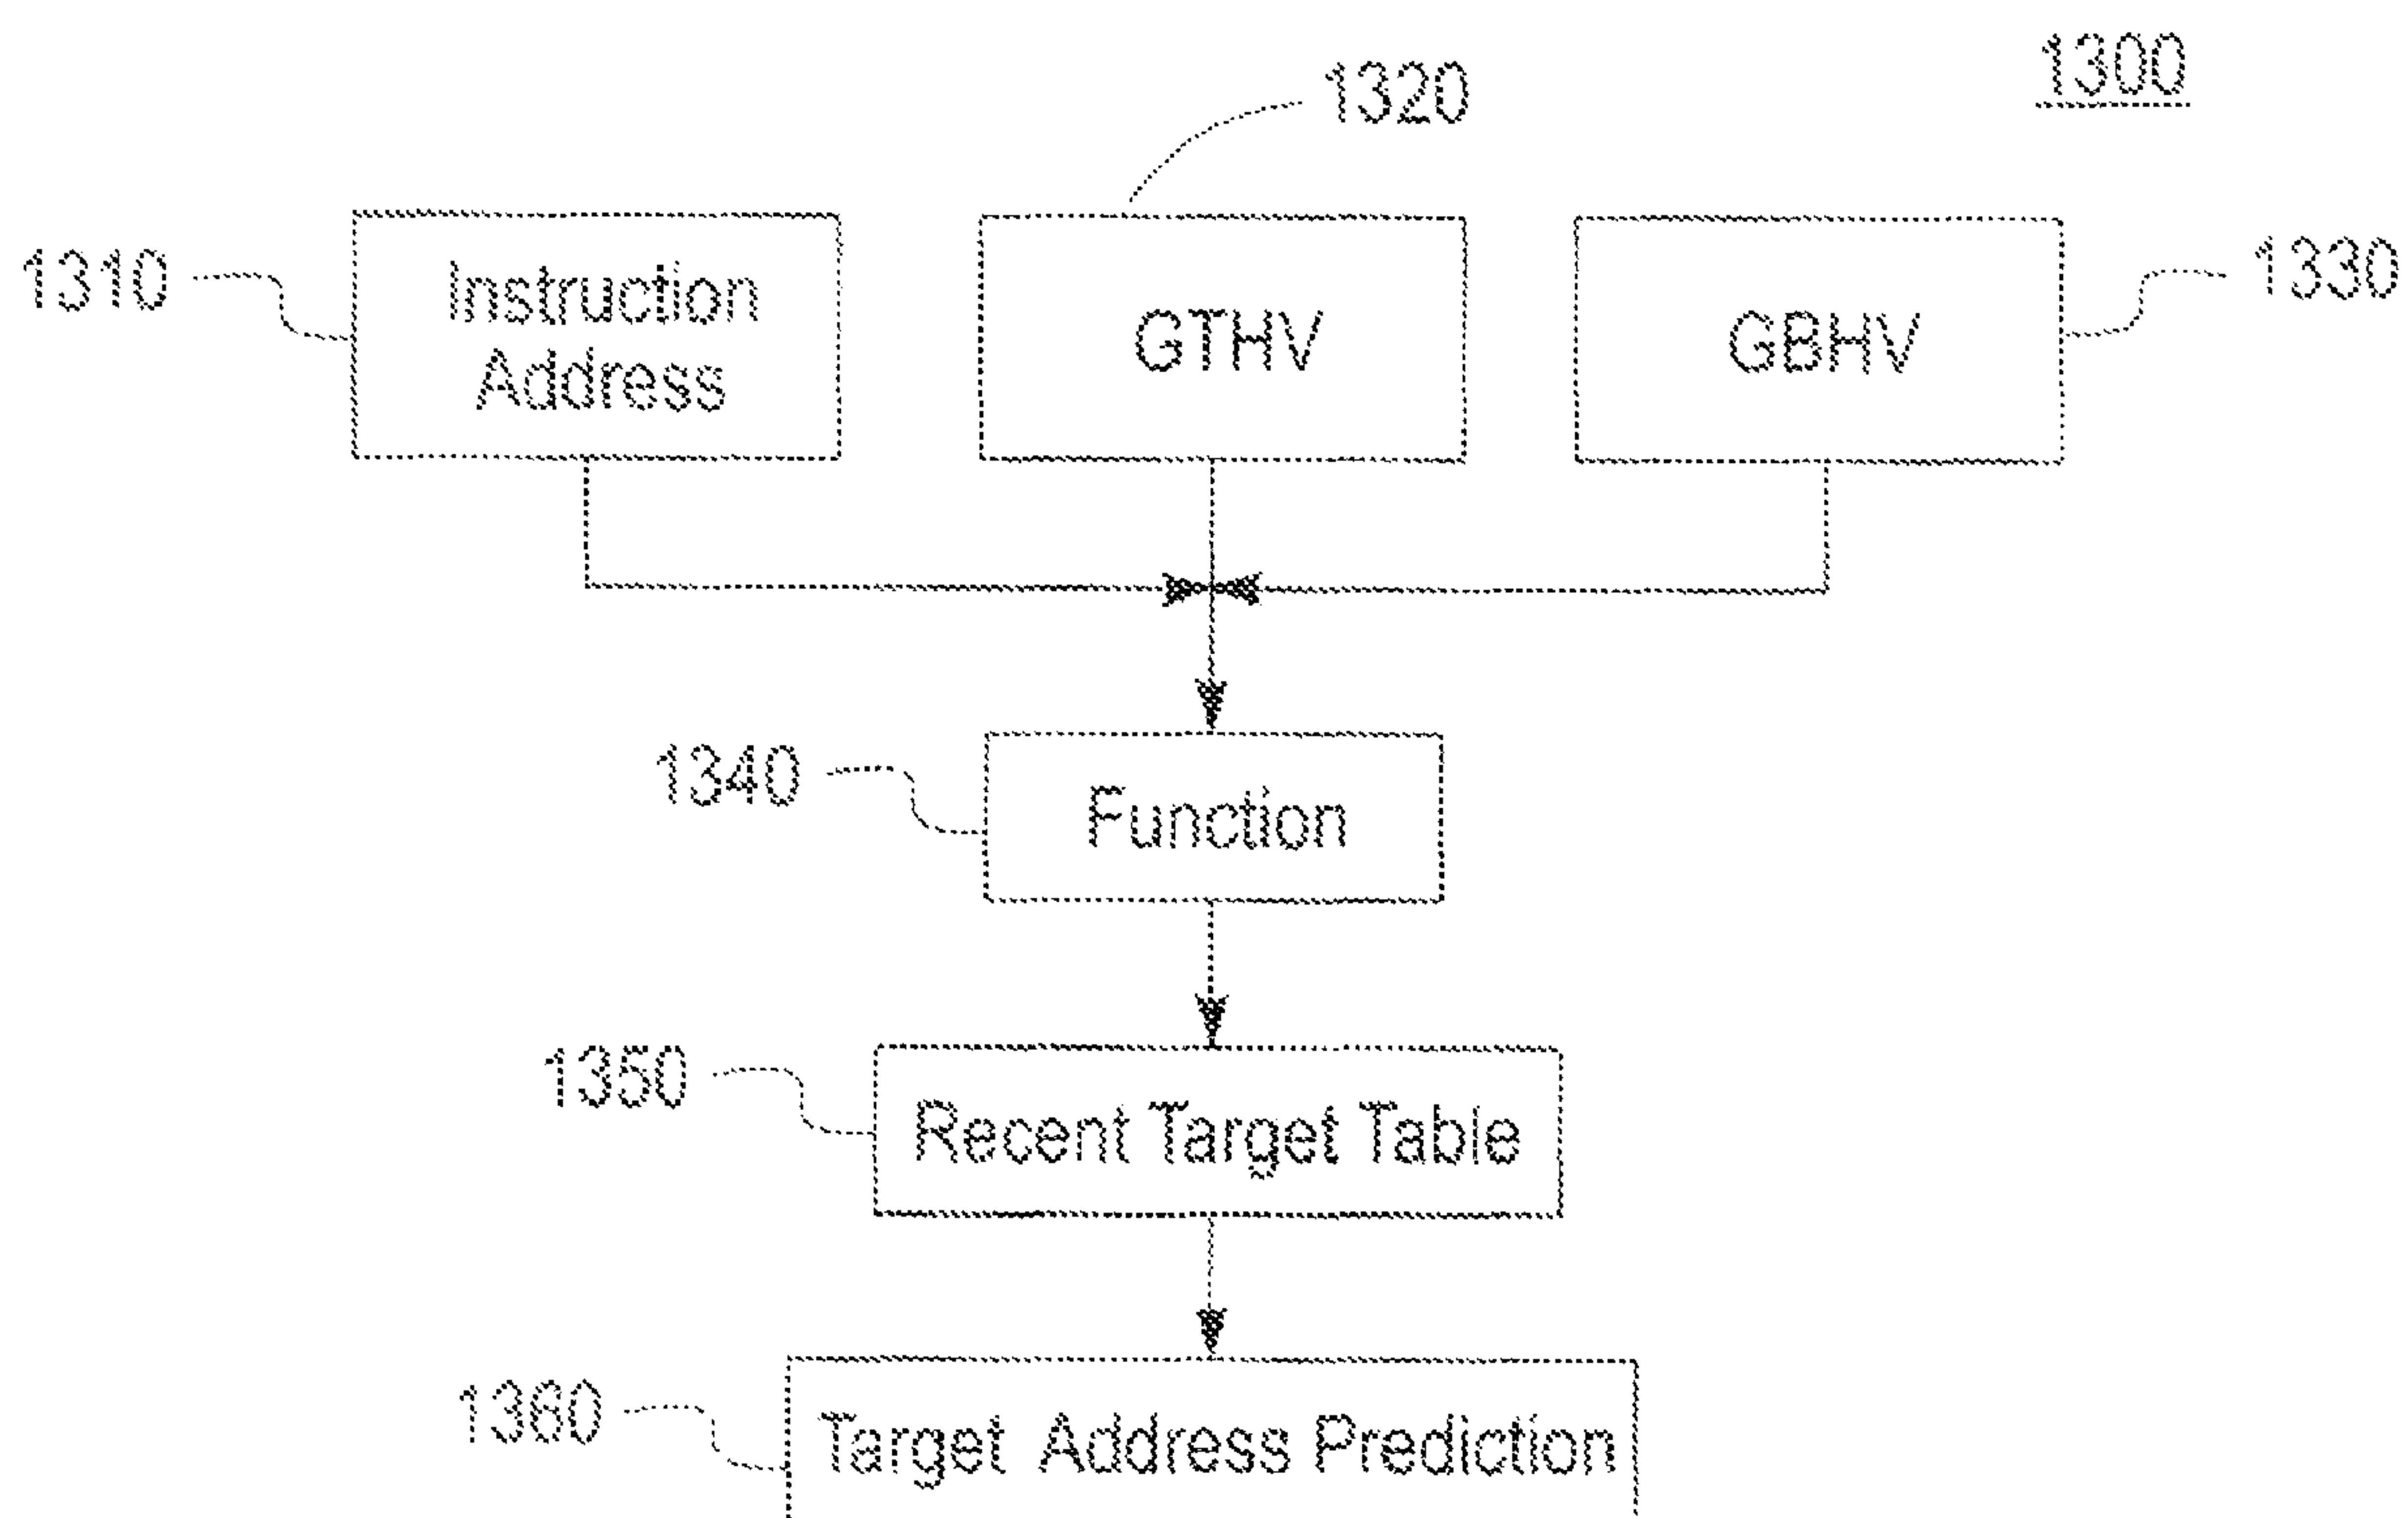 1300
1320
1310
Instruction
Address
GTHV
GBHV
1330
1340
Function
1350
Recent Target Table
1360
Target Address Prediction